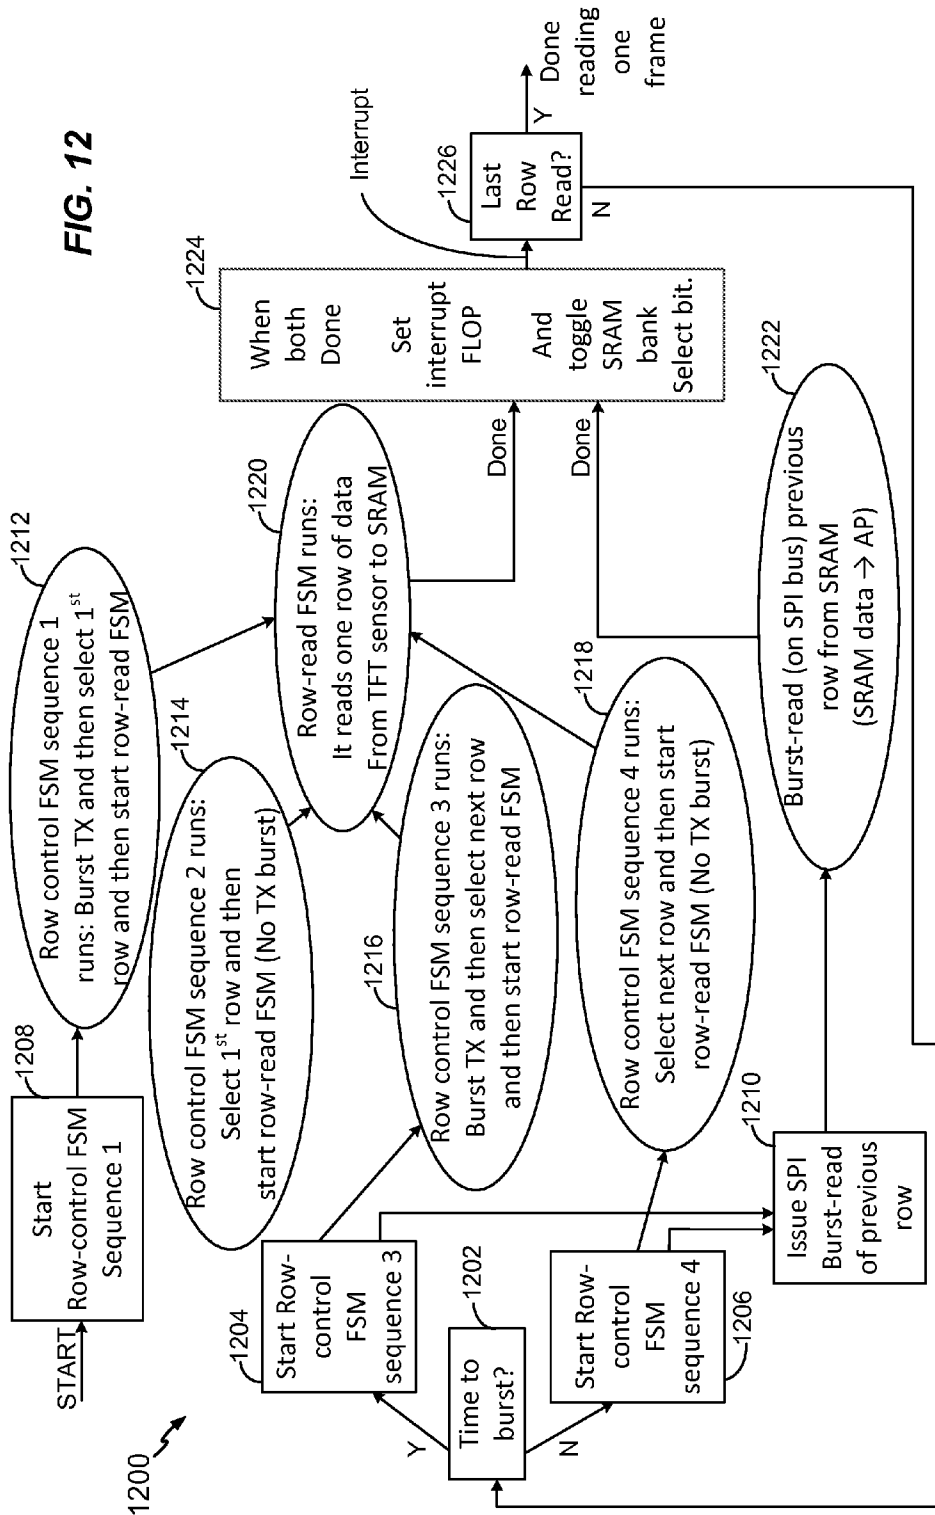 FIG. 12
1200
START
1208
Start
Row-control FSM
Sequence 1
1212
Row control FSM sequence 1
runs: Burst TX and then select 1st
row and then start row-read FSM
1214
Row control FSM sequence 2 runs:
Select 1st row and then
start row-read FSM (No TX burst)
1204
Start Row-
control
FSM
sequence 3
1216
Row control FSM sequence 3 runs:
Burst TX and then select next row
and then start row-read FSM
1202
Time to
burst?
Y
N
Start Row-
control
FSM
sequence 4
1206
1218
Row control FSM sequence 4 runs:
Select next row and then start
row-read FSM (No TX burst)
1210
Issue SPI
Burst-read
of previous
row
1220
Row-read FSM runs:
It reads one row of data
From TFT sensor to SRAM
1222
Burst-read (on SPI bus) previous
row from SRAM
(SRAM data → AP)
Done
Done
1224
When
both
Done
Set
interrupt
FLOP
And
toggle
SRAM
bank
Select bit.
Interrupt
1226
Last
Row
Read?
Y
N
Done
reading
one
frame